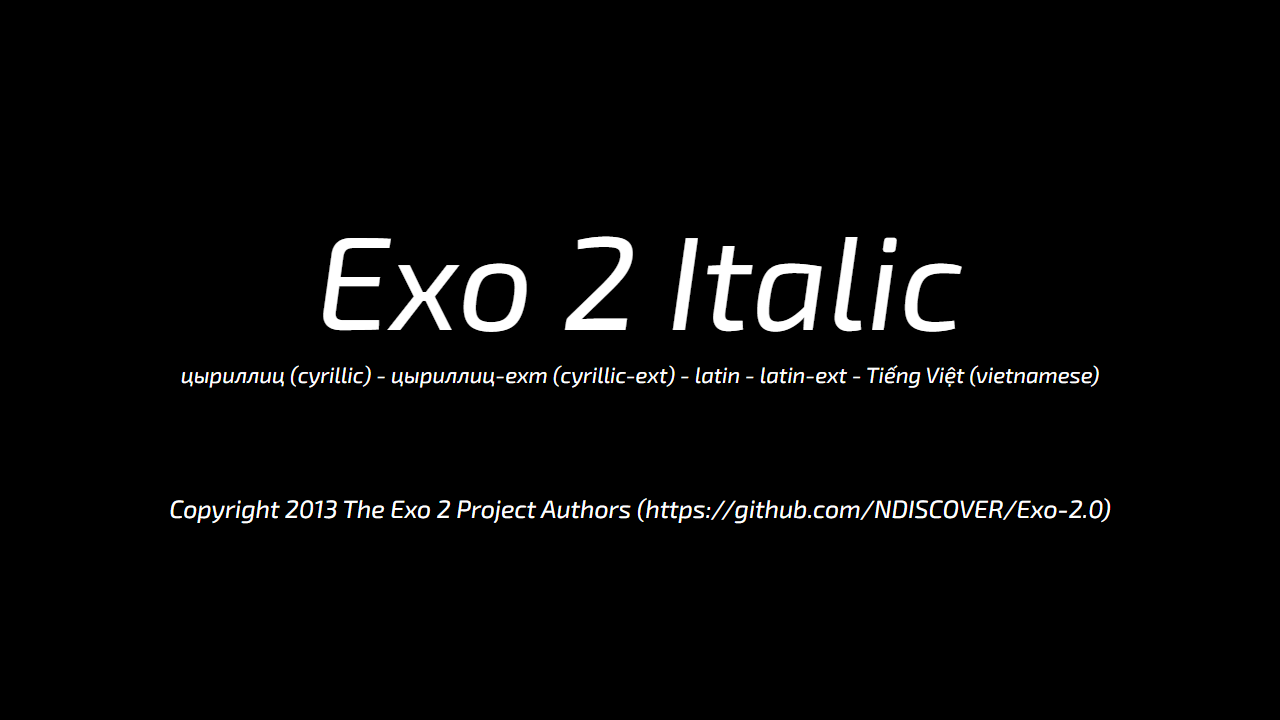 Exo 2 Italic
цыриллиц (cyrillic) - цыриллиц-ехт (cyrillic-ext) - latin - latin-ext - Tiếng Việt (vietnamese)
Copyright 2013 The Exo 2 Project Authors (https://github.com/NDISCOVER/Exo-2.0)